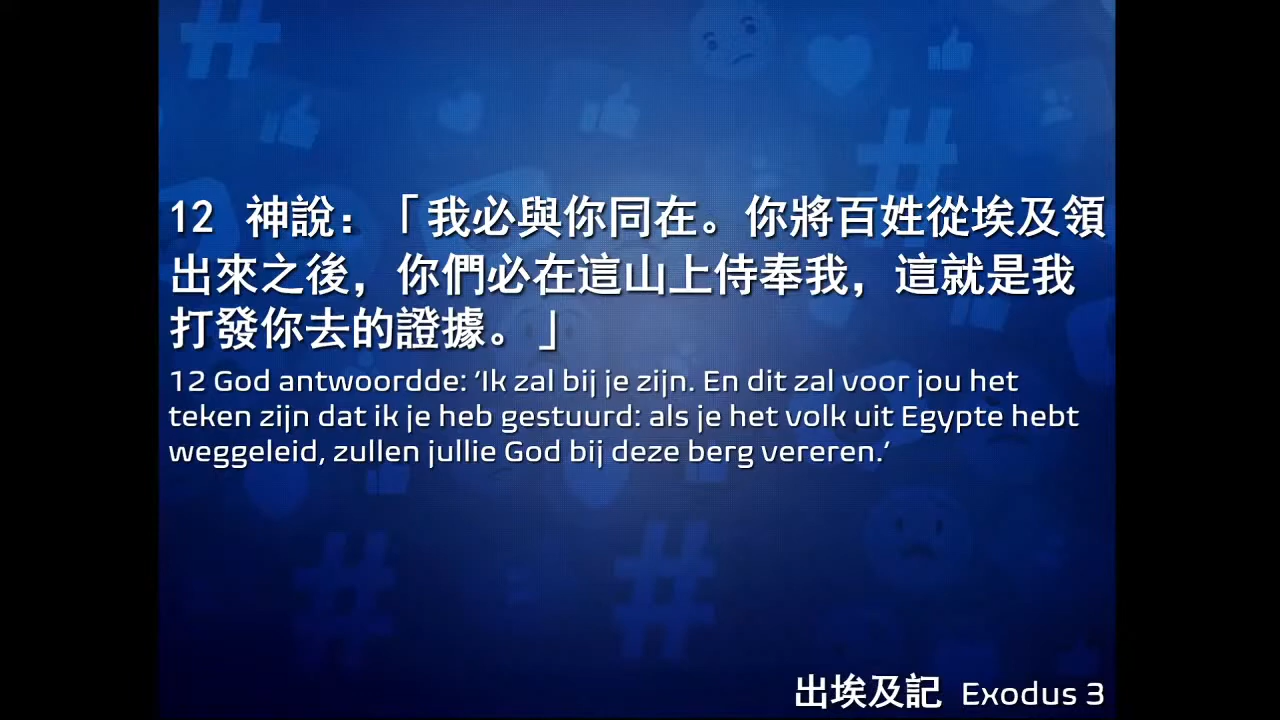 12 神說：「我必與你同在。你將百姓從埃及領
出來之後，你們必在這山上侍奉我，這就是我
打發你去的證據。」
12 God antwoordde: ‘Ik zal bij je zijn. En dit zal voor jou het
teken zijn dat ik je heb gestuurd: als je het volk uit Egypte hebt
weggeleid, zullen jullie God bij deze berg vereren.’
出埃及記 Exodus 3